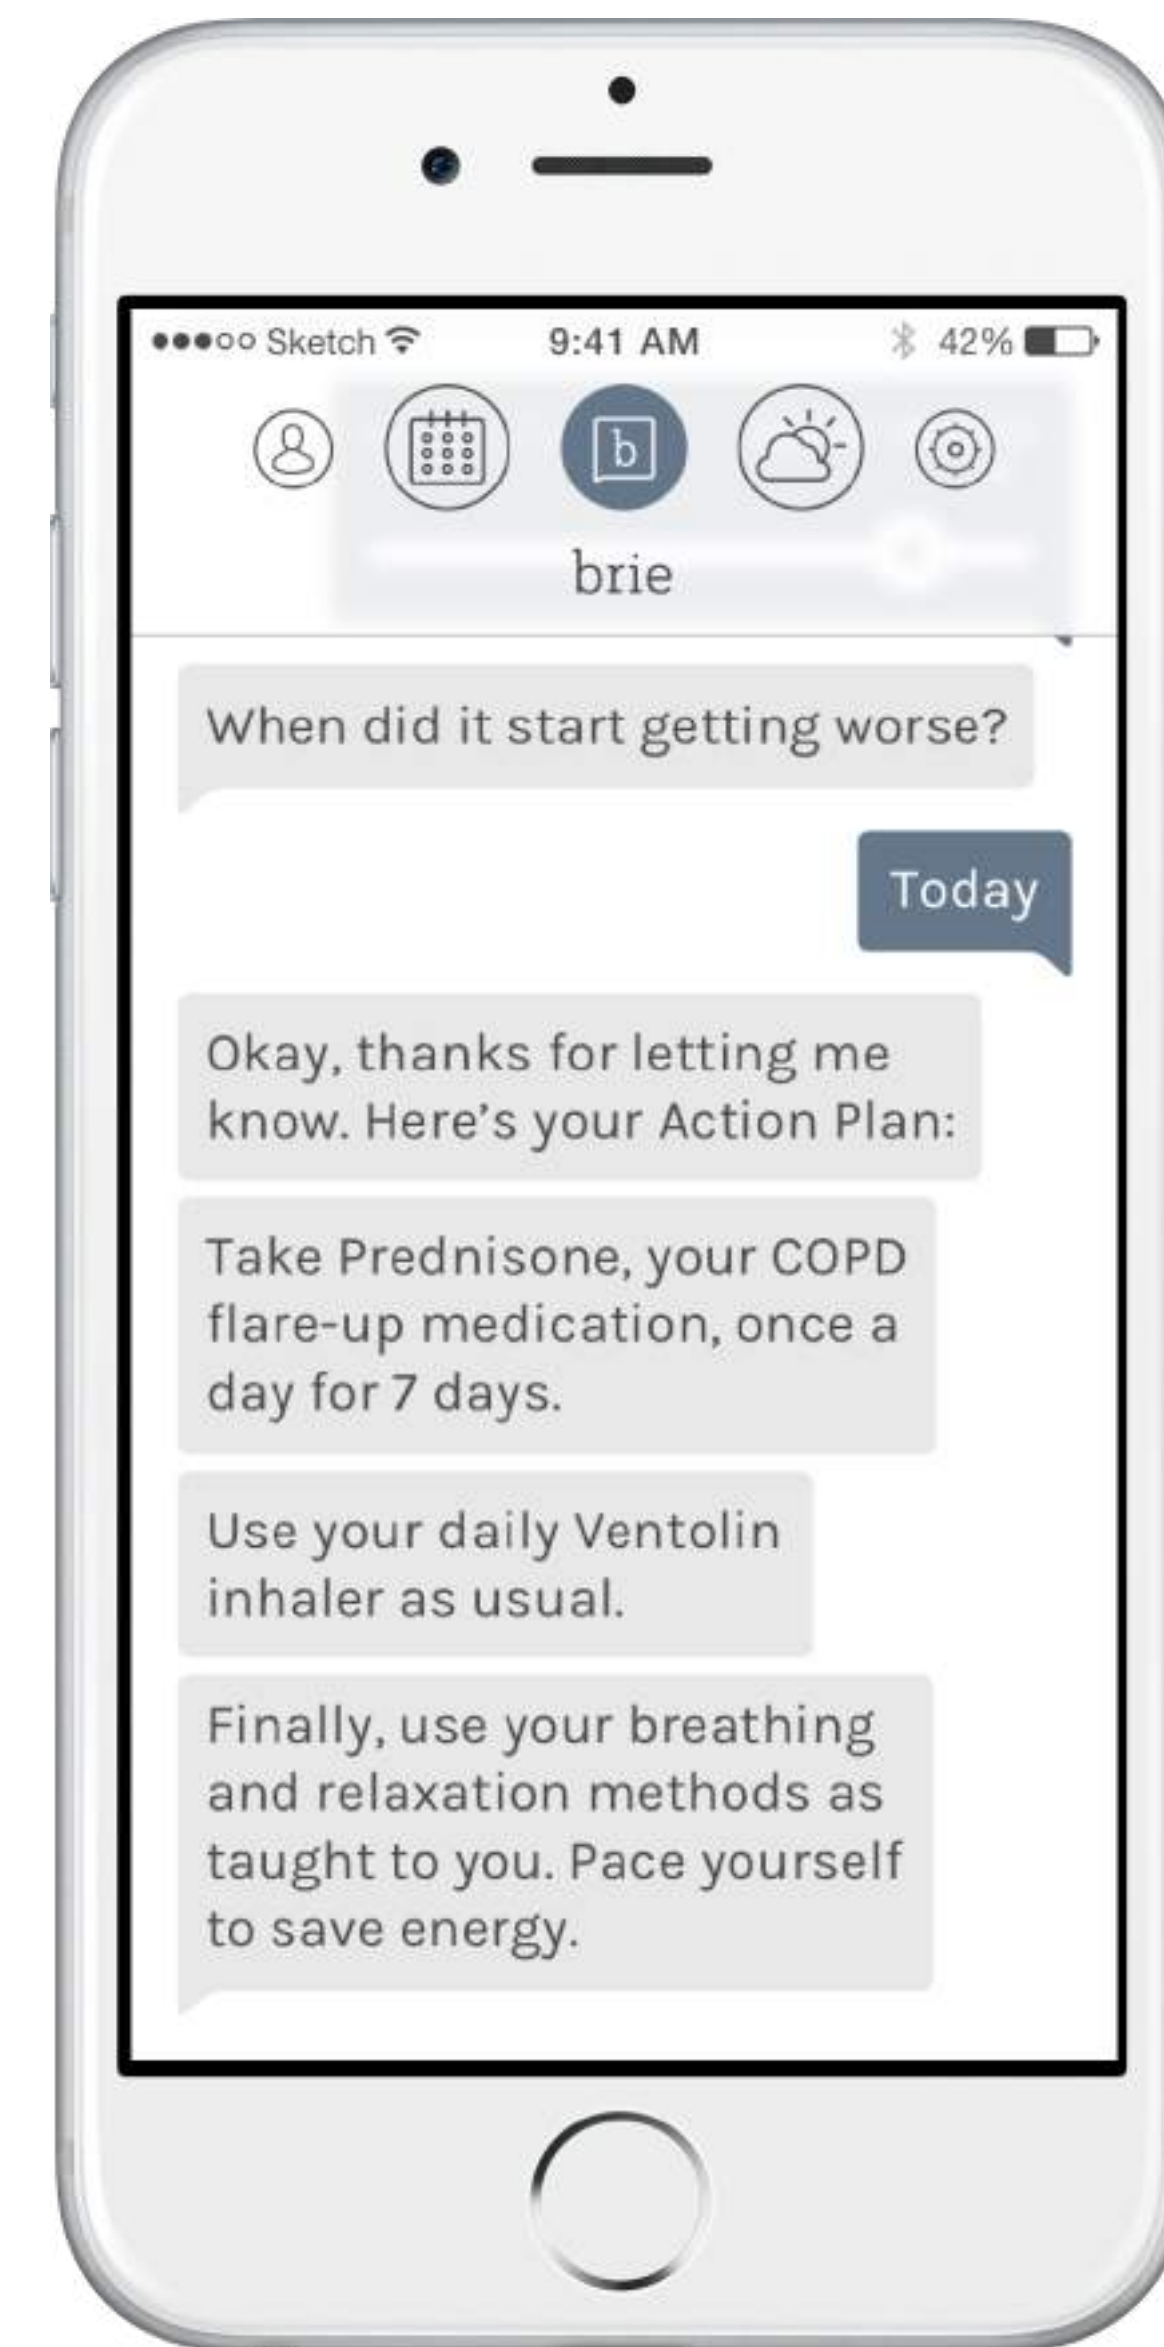 Sketch 9:41 AM 42%
b
brie
When did it start getting worse?
Today
Okay, thanks for letting me
know. Here’s your Action Plan:
Take Prednisone, your COPD
flare-up medication, once a
day for 7 days.
Use your daily Ventolin
inhaler as usual.
Finally, use your breathing
and relaxation methods as
taught to you. Pace yourself
to save energy.